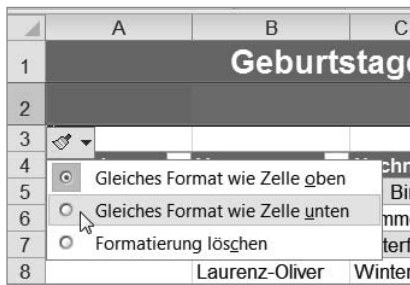 A B C
1 Geburtstag
2
3
4
Gleiches Format wie Zelle oben
5
Gleiches Format wie Zelle unten
6
7 Formatierung löschen
8 Laurenz-Oliver Winter